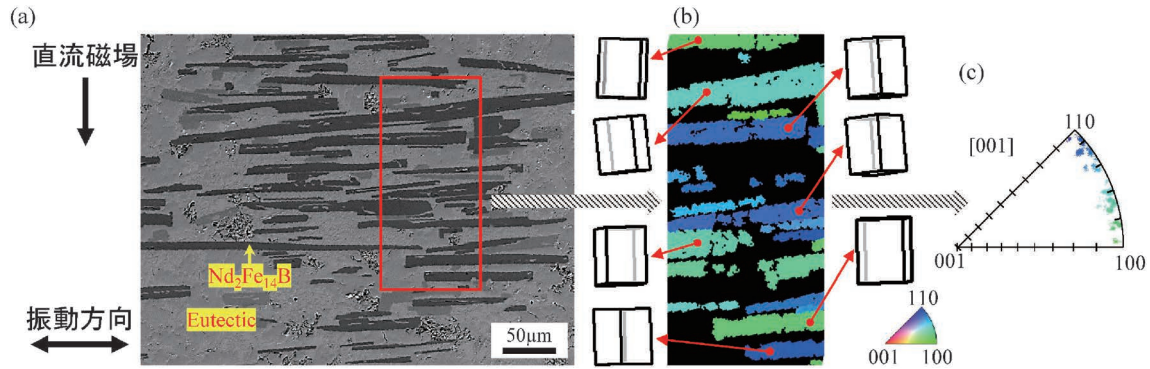 (a)
直流磁場
Nd₂Fe₁₄B
Eutectic
振動方向
50μm
(b)
(c)
[001]
110
001
100
110
001 100